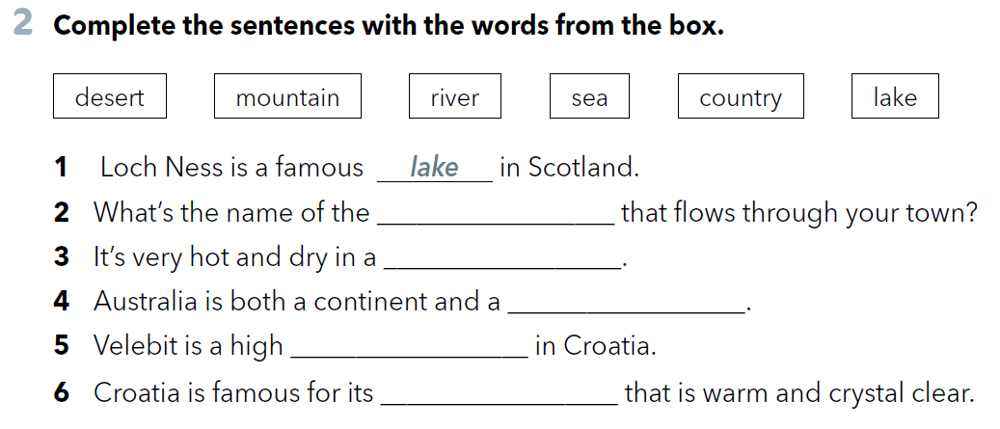 2 Complete the sentences with the words from the box.
desert mountain river sea country lake
1 Loch Ness is a famous lake in Scotland.
2 What’s the name of the ________________ that flows through your town?
3 It’s very hot and dry in a ________________.
4 Australia is both a continent and a ________________.
5 Velebit is a high ________________ in Croatia.
6 Croatia is famous for its ________________ that is warm and crystal clear.